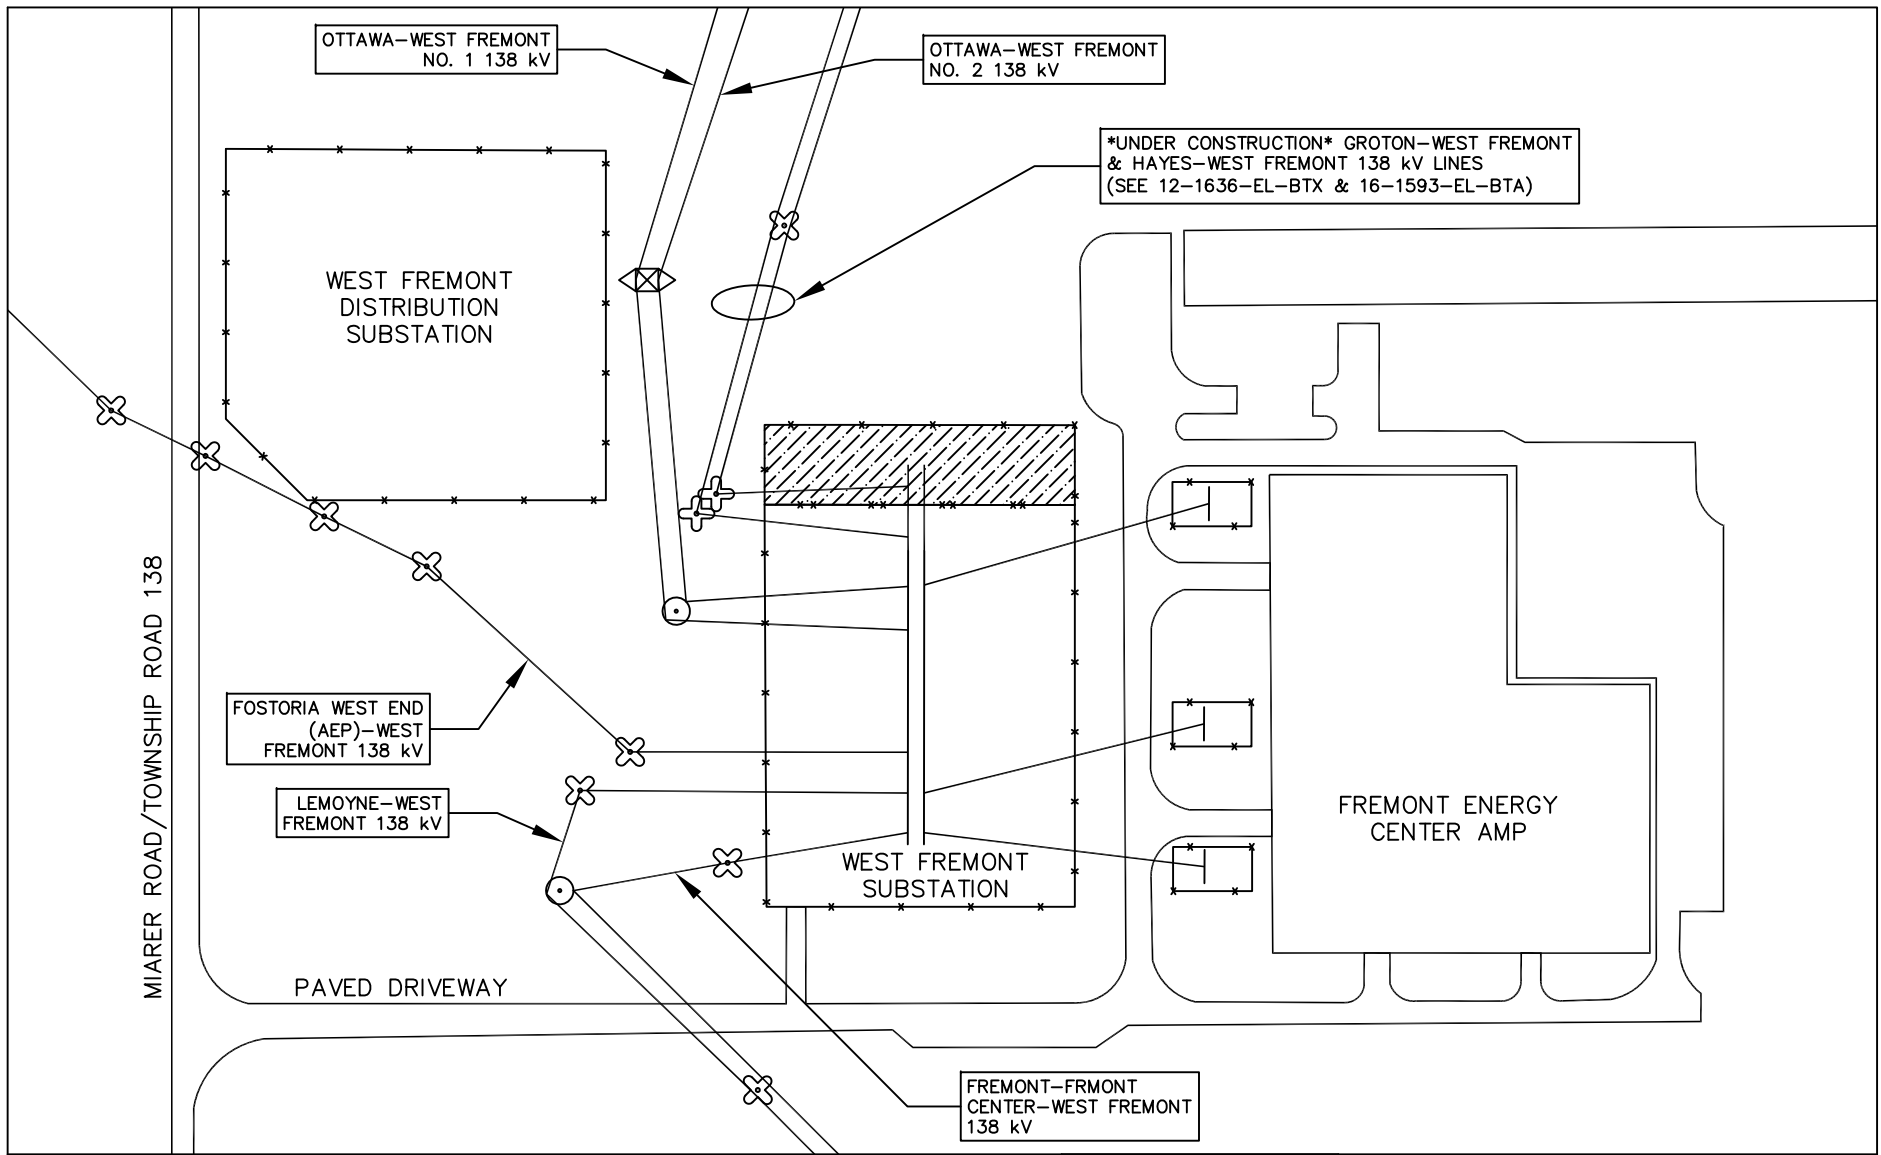 OTTAWA-WEST FREMONT
NO. 1 138 kV
OTTAWA-WEST FREMONT
NO. 2 138 kV
*UNDER CONSTRUCTION* GROTON-WEST FREMONT
& HAYES-WEST FREMONT 138 kV LINES
(SEE 12-1636-EL-BTX & 16-1593-EL-BTA)
WEST FREMONT
DISTRIBUTION
SUBSTATION
MIARER ROAD/TOWNSHIP ROAD 138
FOSTORIA WEST END
(AEP)-WEST
FREMONT 138 kV
LEMOYNE-WEST
FREMONT 138 kV
FREMONT ENERGY
CENTER AMP
WEST FREMONT
SUBSTATION
PAVED DRIVEWAY
FREMONT-FRMONT
CENTER-WEST FREMONT
138 kV